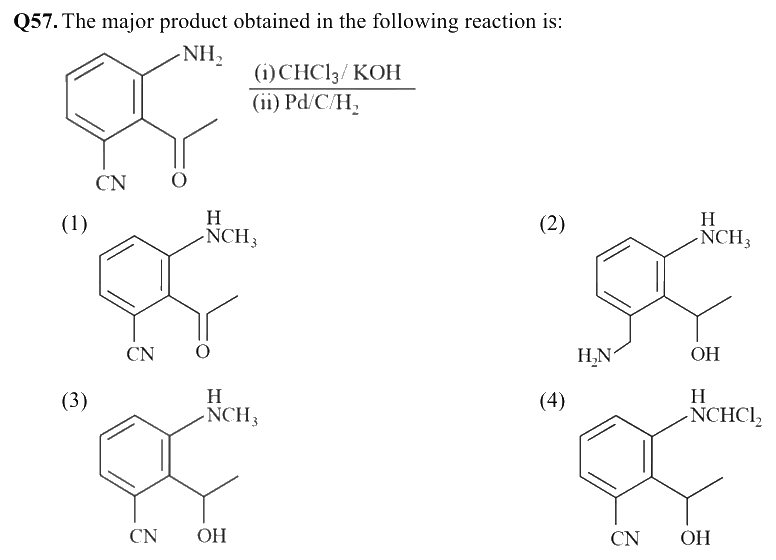 Q57. The major product obtained in the following reaction is:
NH₂
(i) CHCl₃/ KOH
(ii) Pd/C/H₂
CN
O
(1)
H
NCH₃
CN
O
(2)
H
NCH₃
H₂N
OH
(3)
H
NCH₃
CN
OH
(4)
H
NCHCl₂
CN
OH